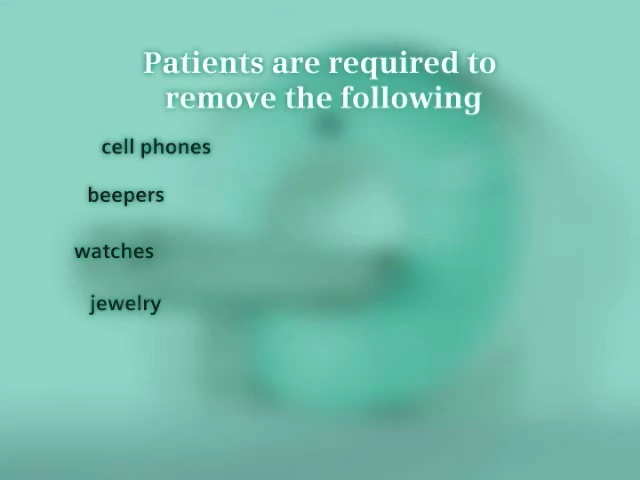 Patients are required to
remove the following
cell phones
beepers
watches
jewelry